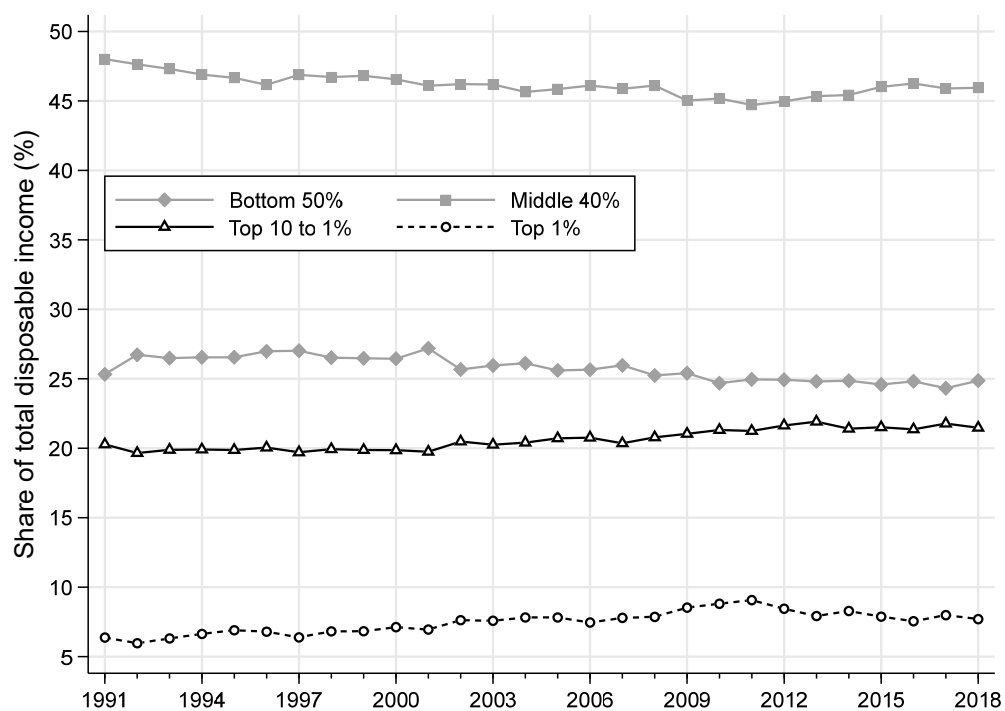 Share of total disposable income (%)
50
45
40
35
30
25
20
15
10
5
Bottom 50% Middle 40%
Top 10 to 1% Top 1%
1991 1994 1997 2000 2003 2006 2009 2012 2015 2018